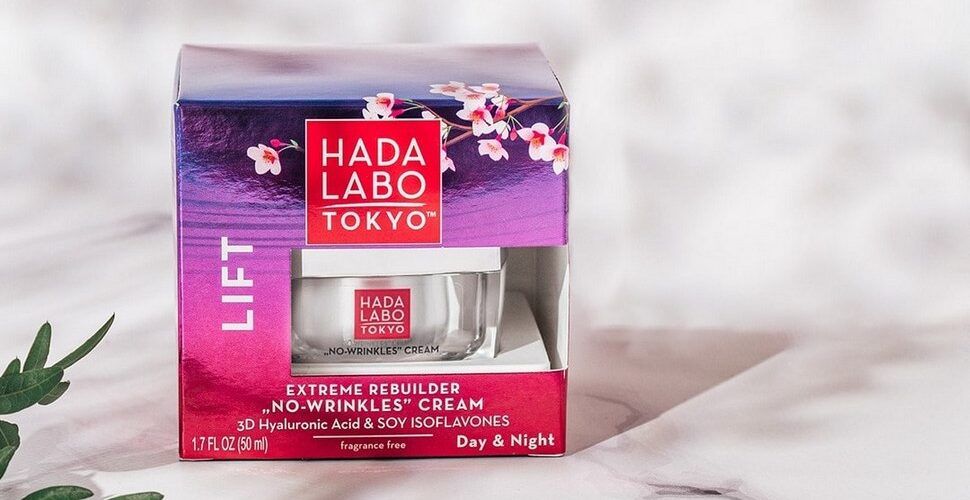 HADA
LABO
TOKYO™
LIFT
HADA
LABO
TOKYO
„NO-WRINKLES” CREAM
EXTREME REBUILDER
„NO-WRINKLES” CREAM
3D Hyaluronic Acid & SOY ISOFLAVONES
1.7 FL OZ (50 ml)
fragrance free
Day & Night